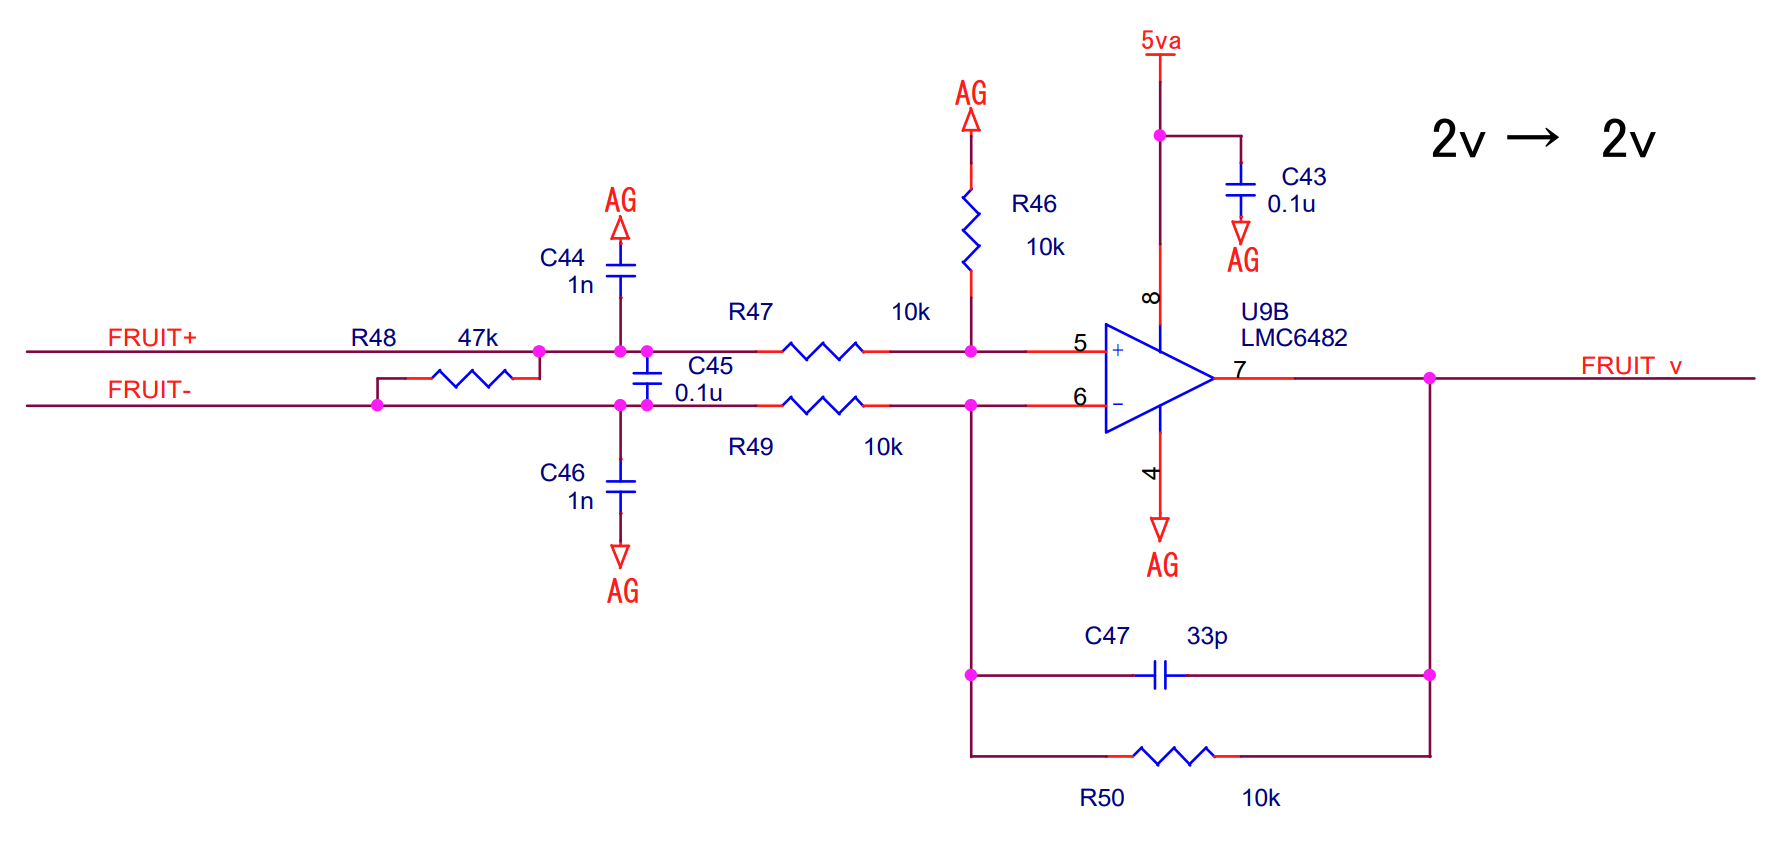 5va
AG
2v → 2v
C43
0.1u
AG
R46
10k
AG
C44
1n
8
U9B
LMC6482
R47
10k
FRUIT+
R48
47k
5
+
C45
0.1u
7
FRUIT v
FRUIT-
6
-
R49
10k
C46
1n
4
AG
AG
C47
33p
R50
10k